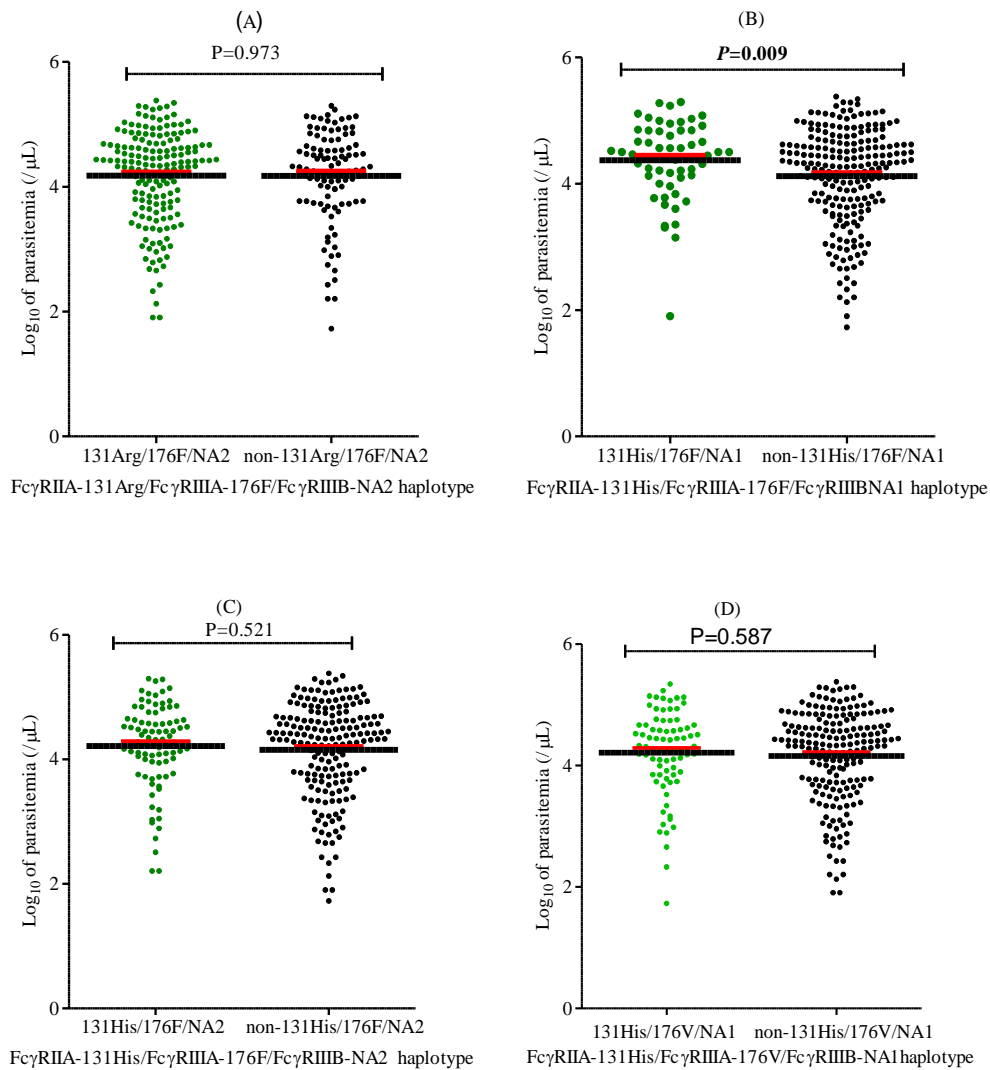 (A)
P=0.973
6
4
2
0
Log10 of parasitemia (/ μL)
131Arg/176F/NA2
non-131Arg/176F/NA2
FcγRIIA-131Arg/FcγRIIIA-176F/FcγRIIIB-NA2 haplotype
(B)
P=0.009
6
4
2
0
Log10 of parasitemia (/ μL)
131His/176F/NA1
non-131His/176F/NA1
FcγRIIA-131His/FcγRIIIA-176F/FcγRIIIBNA1 haplotype
(C)
P=0.521
6
4
2
0
Log10 of parasitemia (/ μL)
131His/176F/NA2
non-131His/176F/NA2
FcγRIIA-131His/FcγRIIIA-176F/FcγRIIIB-NA2 haplotype
(D)
P=0.587
6
4
2
0
Log10 of parasitemia (/ μL)
131His/176V/NA1
non-131His/176V/NA1
FcγRIIA-131His/FcγRIIIA-176V/FcγRIIIB-NA1haplotype